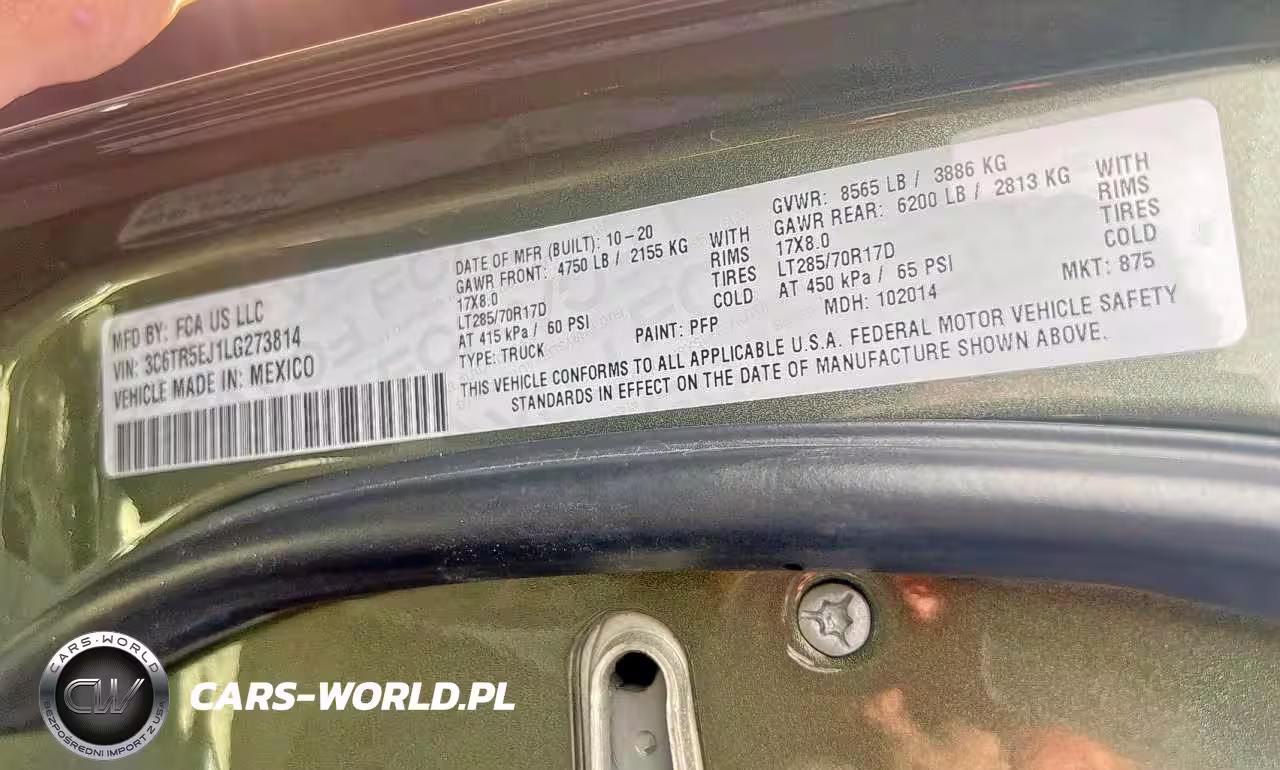 MFD BY: FCA US LLC
VIN: 3C6TR5EJ1LG273814
VEHICLE MADE IN: MEXICO
DATE OF MFR (BUILT): 10-20
GAWR FRONT: 4750 LB / 2155 KG
17X8.0
LT285/70R17D
AT 415 kPa / 60 PSI
TYPE: TRUCK
WITH
RIMS
TIRES
COLD
PAINT: PFP
GVWR: 8565 LB / 3886 KG
GAWR REAR: 6200 LB / 2813 KG
17X8.0
LT285/70R17D
AT 450 kPa / 65 PSI
MDH: 102014
WITH
RIMS
TIRES
COLD
MKT: 875
THIS VEHICLE CONFORMS TO ALL APPLICABLE U.S.A. FEDERAL MOTOR VEHICLE SAFETY
STANDARDS IN EFFECT ON THE DATE OF MANUFACTURE SHOWN ABOVE.
CARS-WORLD
CW
BEZPOŚREDNI IMPORT Z USA
CARS-WORLD.PL